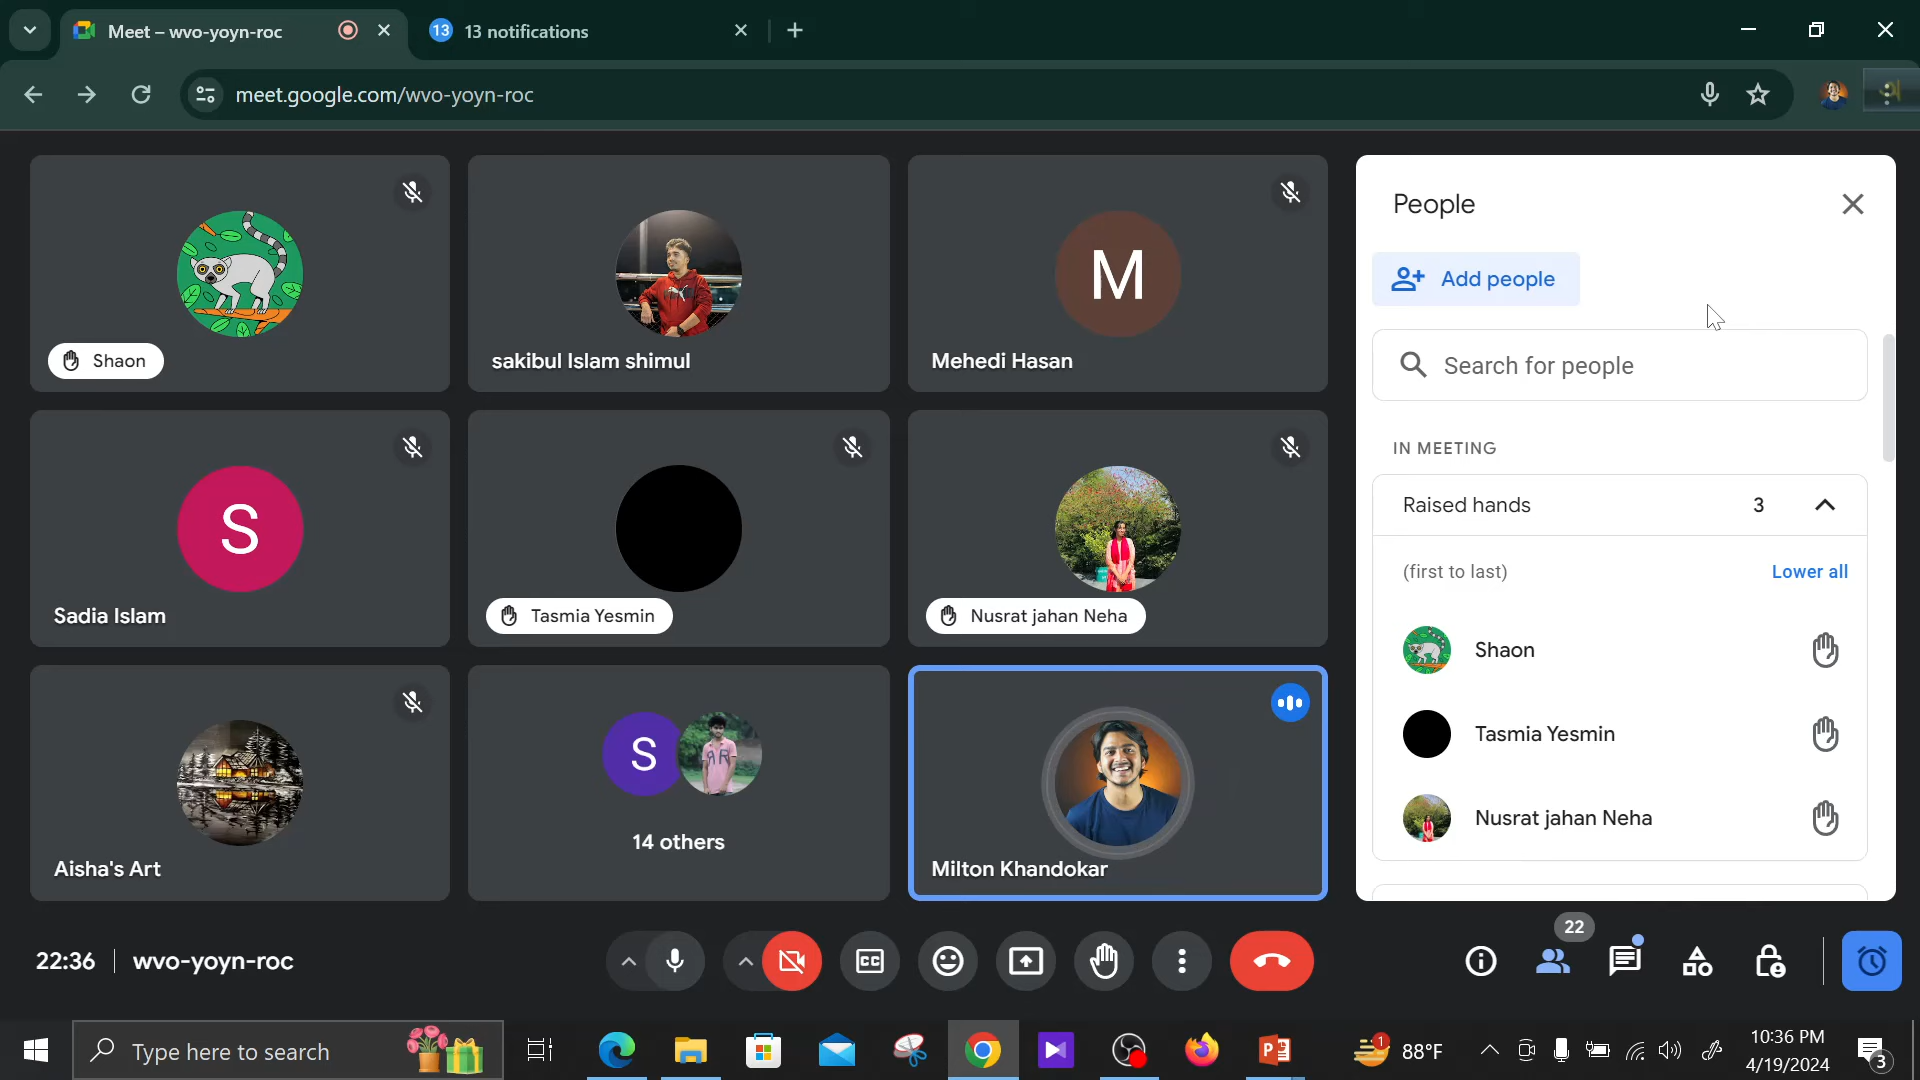 Meet – wvo-yoyn-roc
13
13 notifications
meet.google.com/wvo-yoyn-roc
Shaon
sakibul Islam shimul
M
Mehedi Hasan
S
Sadia Islam
Tasmia Yesmin
Nusrat jahan Neha
Aisha's Art
S
14 others
Milton Khandokar
People
Add people
Search for people
IN MEETING
Raised hands 3
(first to last) Lower all
Shaon
Tasmia Yesmin
Nusrat jahan Neha
22:36 wvo-yoyn-roc
CC
22
Type here to search
1
88°F
10:36 PM
4/19/2024
3